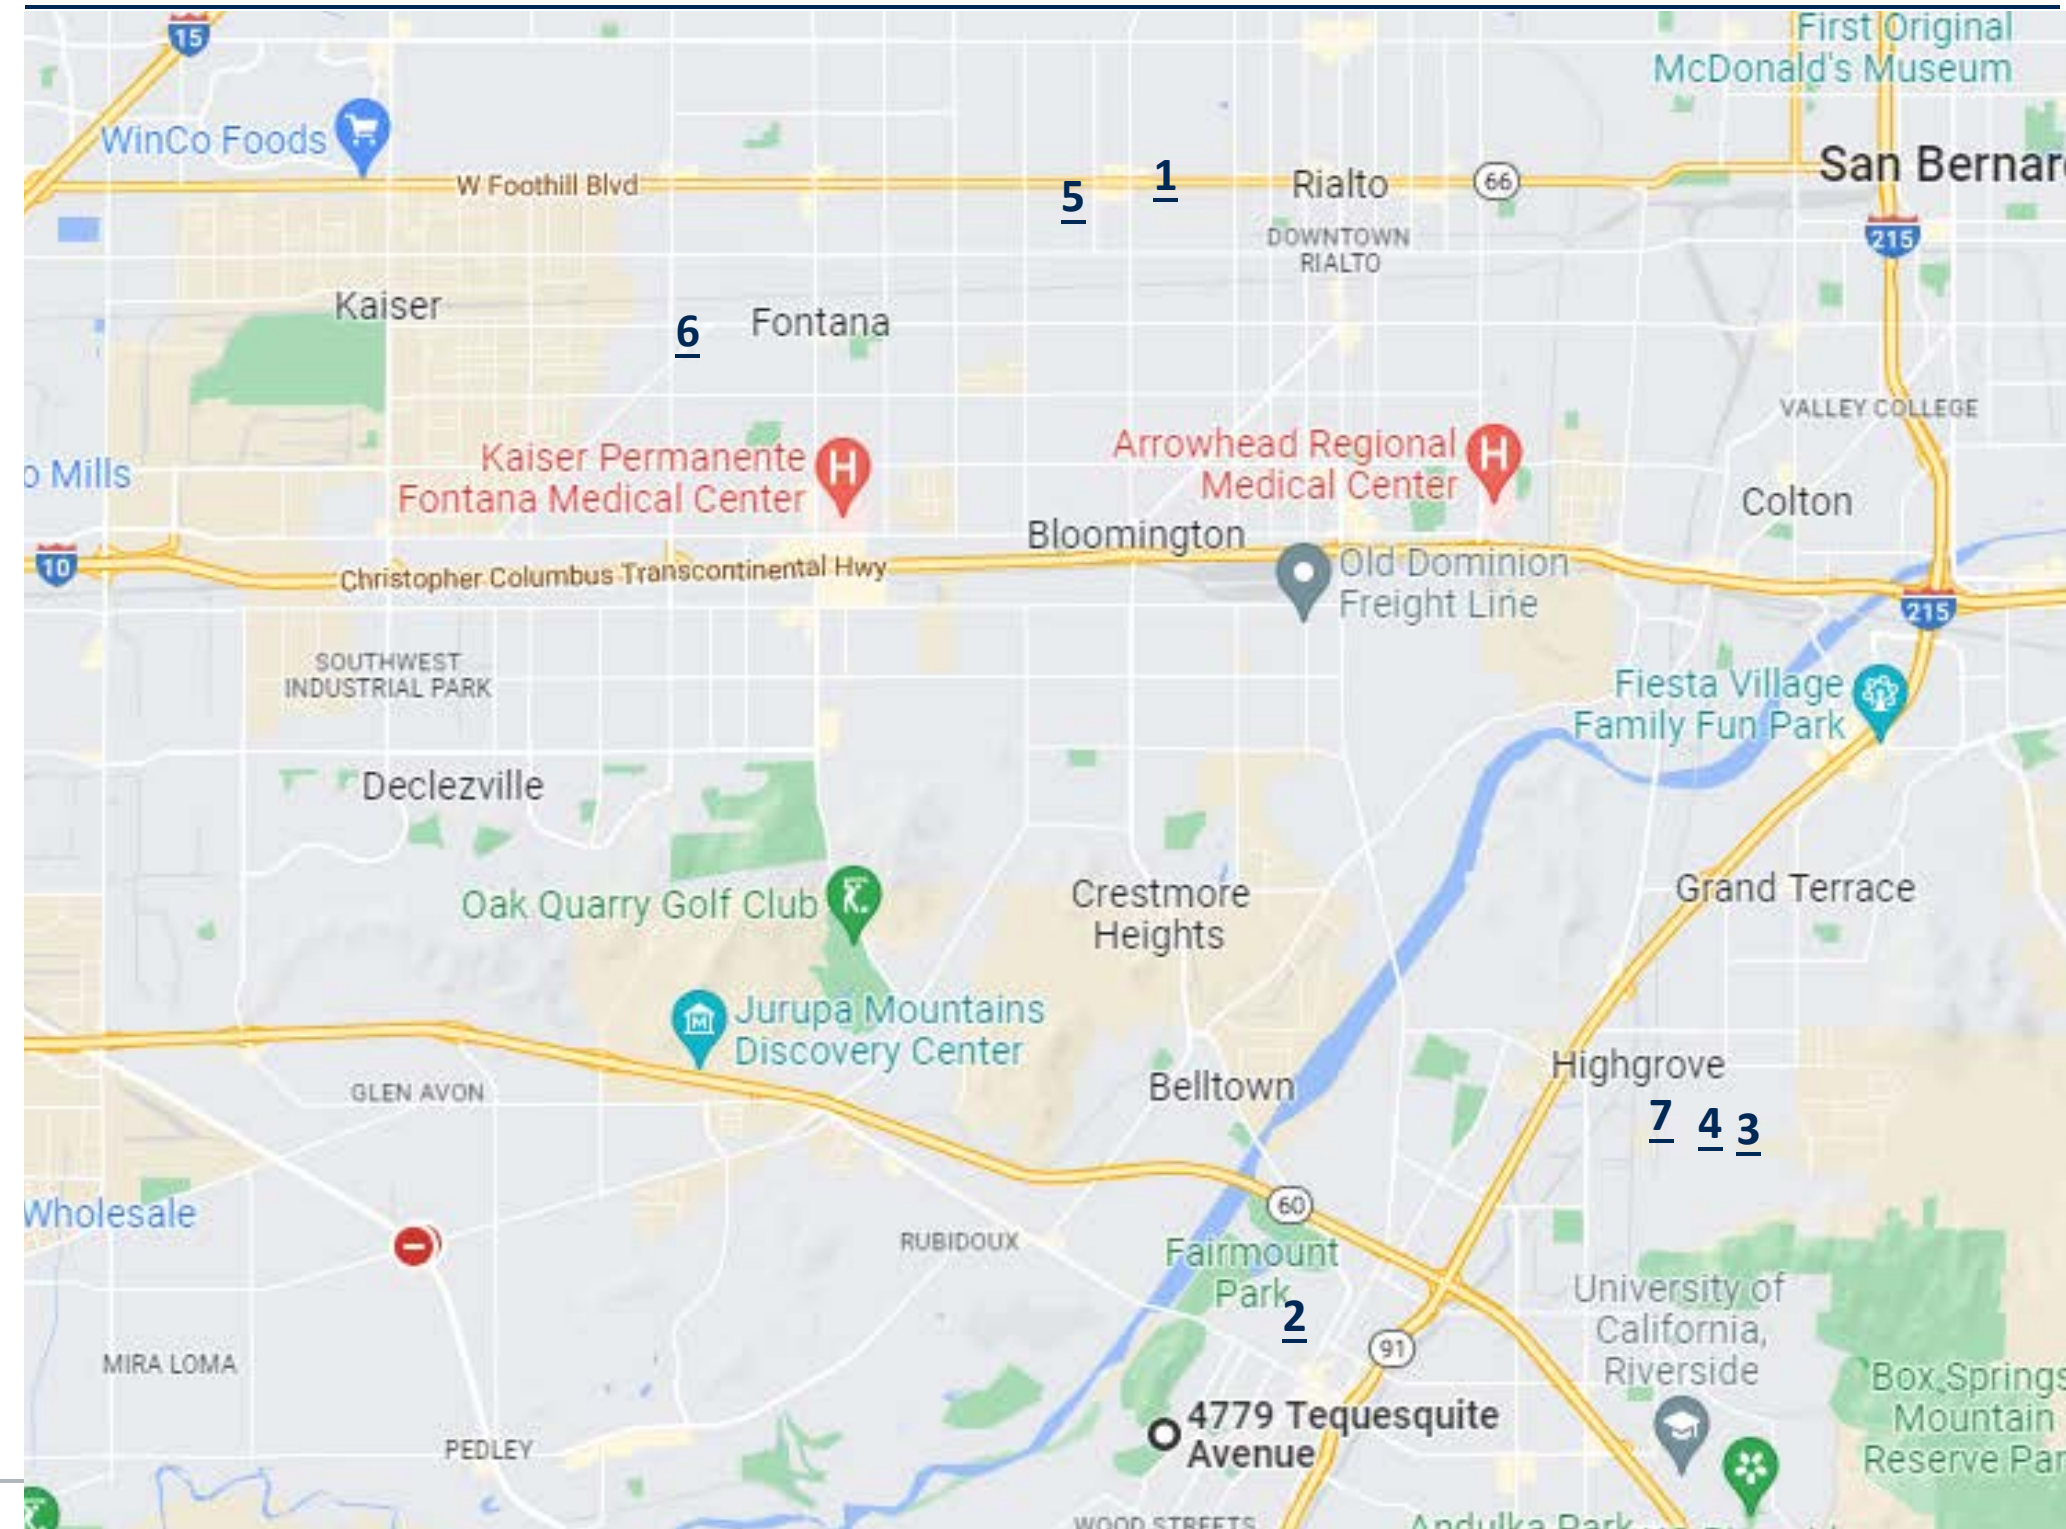 15
First Original
McDonald's Museum
WinCo Foods
W Foothill Blvd
5
1
Rialto
66
San Bernar
DOWNTOWN
RIALTO
215
Kaiser
6
Fontana
VALLEY COLLEGE
o Mills
Kaiser Permanente
Fontana Medical Center
H
Arrowhead Regional
Medical Center
H
Colton
Bloomington
10
Christopher Columbus Transcontinental Hwy
Old Dominion
Freight Line
215
SOUTHWEST
INDUSTRIAL PARK
Fiesta Village
Family Fun Park
Declezville
Oak Quarry Golf Club
Crestmore
Heights
Grand Terrace
M
Jurupa Mountains
Discovery Center
Highgrove
GLEN AVON
Belltown
7
4
3
Wholesale
60
RUBIDOUX
Fairmount
Park
2
University of
California,
Riverside
91
MIRA LOMA
Box Springs
Mountain
Reserve Par
4779 Tequesquite
Avenue
PEDLEY
WOOD STREETS
Andulka Park